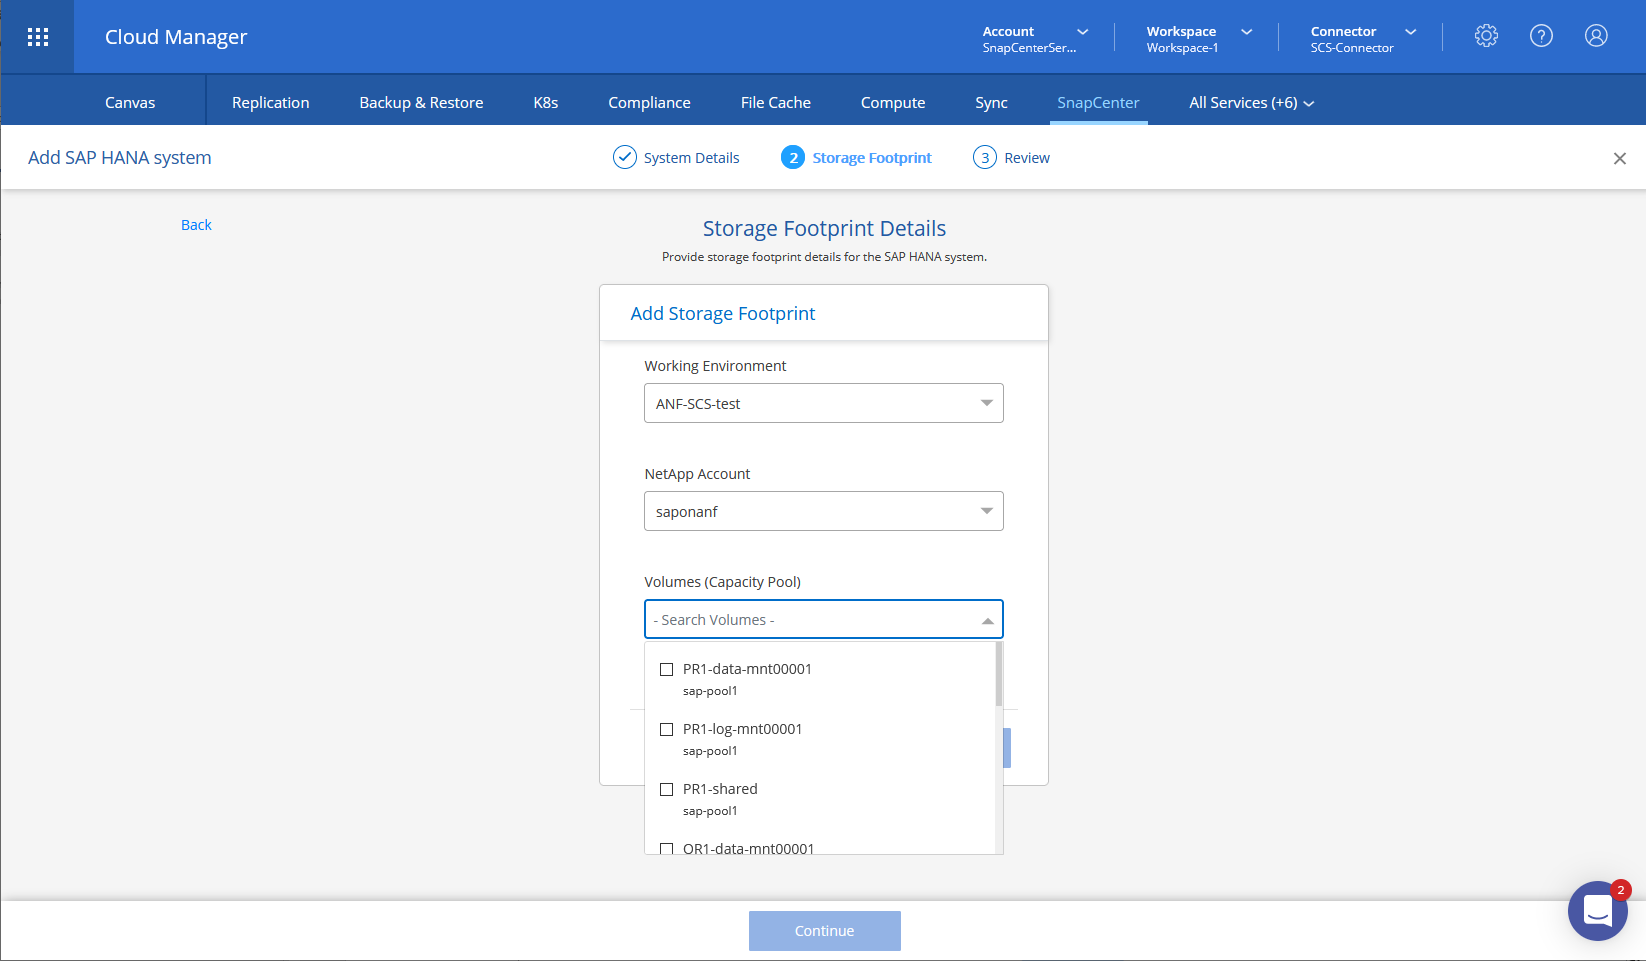 Cloud Manager
Account
SnapCenterSer...
Workspace
Workspace-1
Connector
SCS-Connector
?
Canvas
Replication
Backup & Restore
K8s
Compliance
File Cache
Compute
Sync
SnapCenter
All Services (+6)
Add SAP HANA system
System Details
2 Storage Footprint
3 Review
Back
Storage Footprint Details
Provide storage footprint details for the SAP HANA system.
Add Storage Footprint
Working Environment
ANF-SCS-test
NetApp Account
saponanf
Volumes (Capacity Pool)
- Search Volumes -
PR1-data-mnt00001
sap-pool1
PR1-log-mnt00001
sap-pool1
PR1-shared
sap-pool1
QR1-data-mnt00001
Continue
2